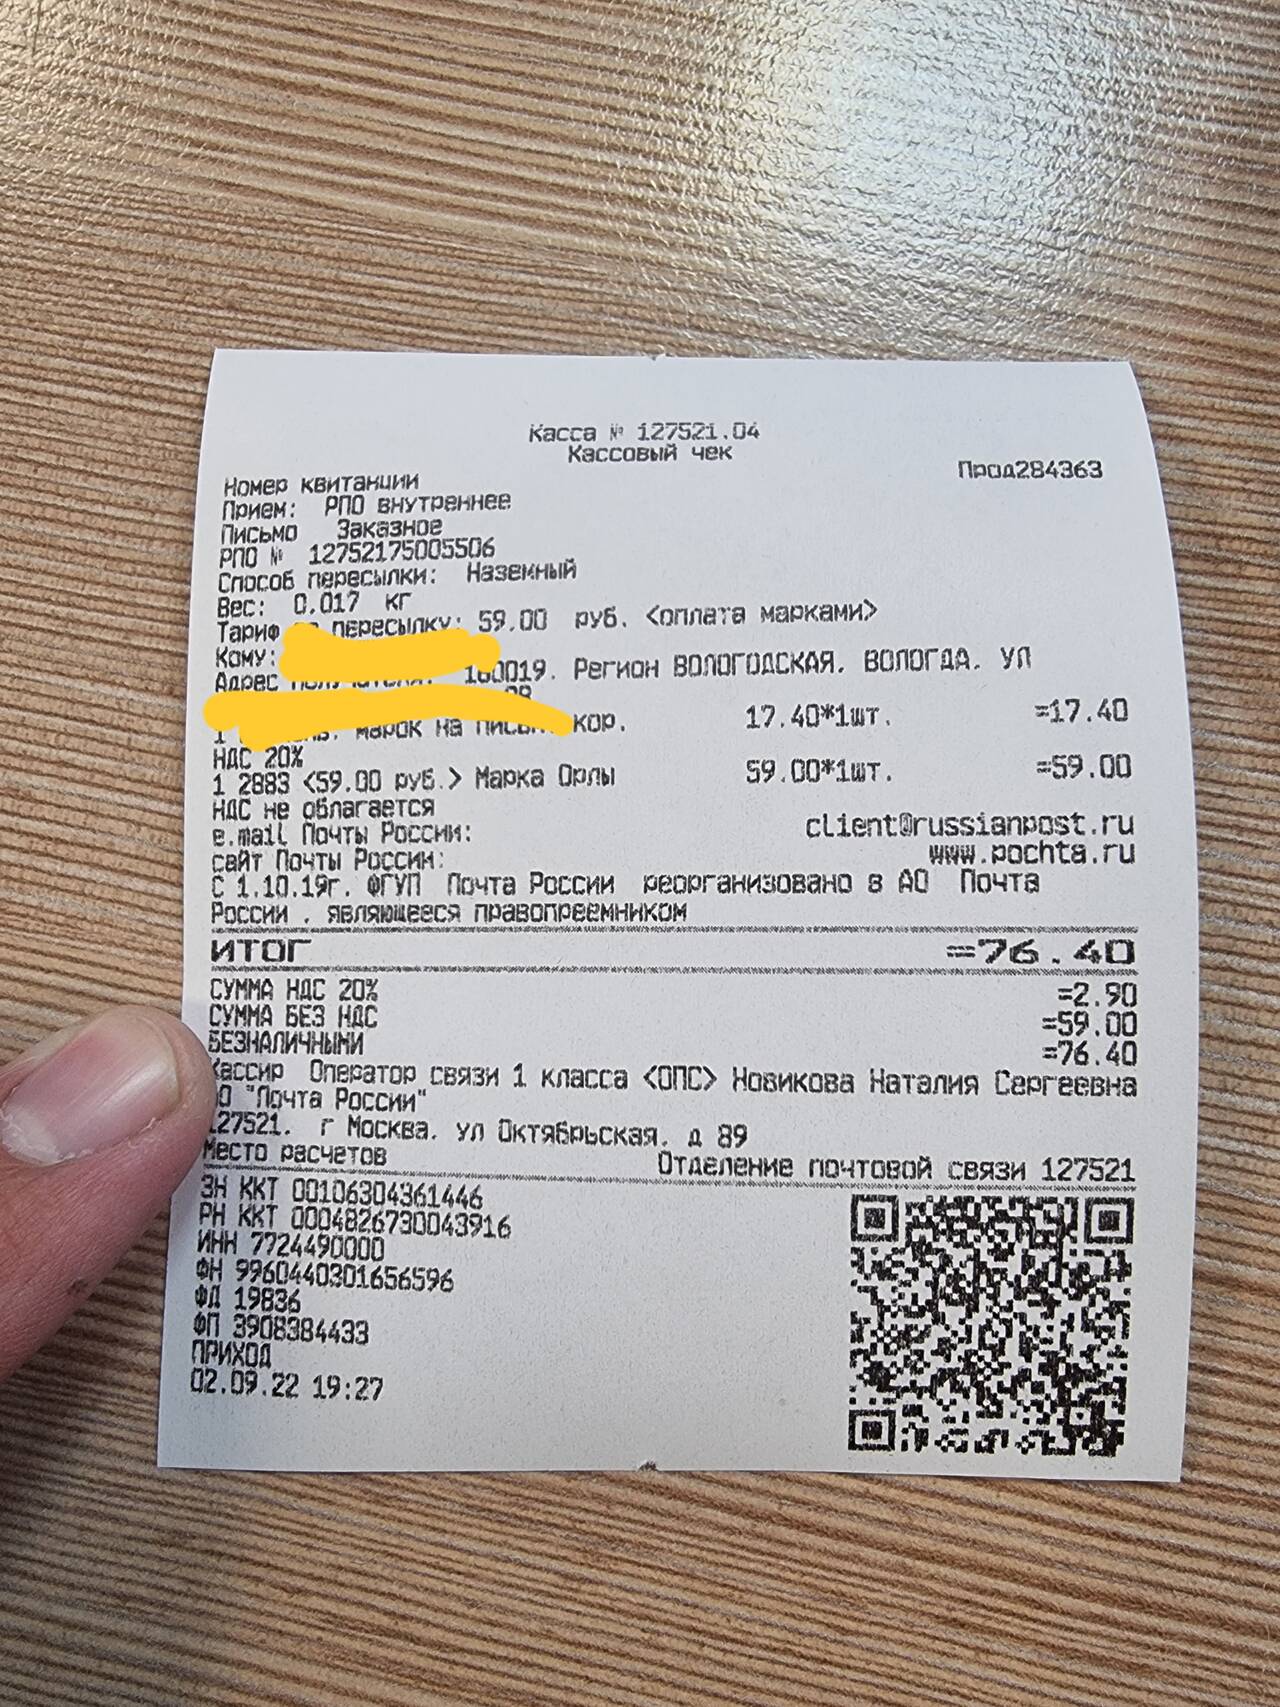 Касса № 127521.04
Кассовый чек
Прод284363
Номер квитанции
Прием: РПО внутреннее
Письмо Заказное
РПО № 12752175005506
Способ пересылки: Наземный
Вес: 0.017 кг
Тариф пересылку: 59.00 руб. <оплата марками>
Кому:
Адрес 160019. Регион ВОЛОГОДСКАЯ. ВОЛОГДА. УЛ
1 марок на кор. 17.40*1шт. =17.40
НДС 20%
1 2883 <59.00 руб.> Марка Орлы 59.00*1шт. =59.00
НДС не облагается
e.mail Почты России: client@russianpost.ru
сайт Почты России: www.pochta.ru
С 1.10.19г. ФГУП Почта России реорганизовано в АО Почта
России , являющееся правопреемником
ИТОГ =76.40
СУММА НДС 20% =2.90
СУММА БЕЗ НДС =59.00
БЕЗНАЛИЧНЫМИ =76.40
Кассир Оператор связи 1 класса <ОПС> Новикова Наталия Сергеевна
АО "Почта России"
127521. г Москва. ул Октябрьская. д 89
Место расчетов Отделение почтовой связи 127521
ЗН ККТ 00106304361446
РН ККТ 0004826730043916
ИНН 7724490000
ФН 9960440301656596
ФД 19836
ФП 3908384433
ПРИХОД
02.09.22 19:27